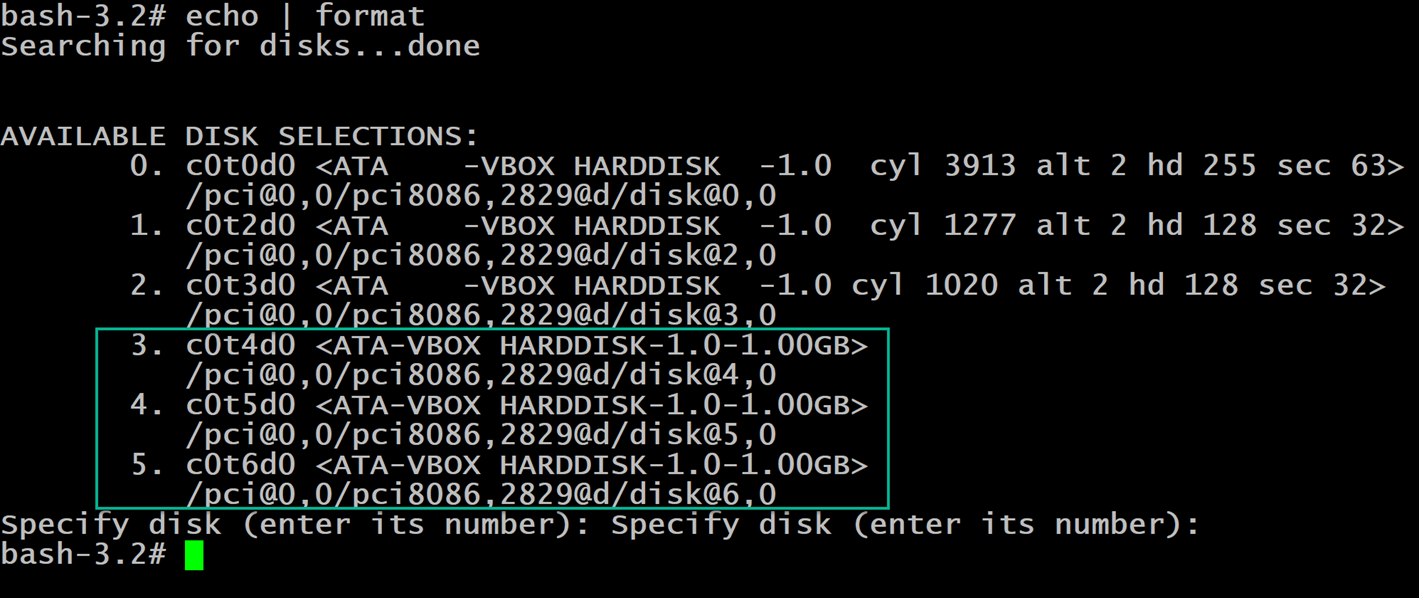 bash-3.2# echo | format
Searching for disks...done
AVAILABLE DISK SELECTIONS:
       0. c0t0d0 <ATA    -VBOX HARDDISK  -1.0  cyl 3913 alt 2 hd 255 sec 63>
          /pci@0,0/pci8086,2829@d/disk@0,0
       1. c0t2d0 <ATA    -VBOX HARDDISK  -1.0  cyl 1277 alt 2 hd 128 sec 32>
          /pci@0,0/pci8086,2829@d/disk@2,0
       2. c0t3d0 <ATA    -VBOX HARDDISK  -1.0 cyl 1020 alt 2 hd 128 sec 32>
          /pci@0,0/pci8086,2829@d/disk@3,0
       3. c0t4d0 <ATA-VBOX HARDDISK-1.0-1.00GB>
          /pci@0,0/pci8086,2829@d/disk@4,0
       4. c0t5d0 <ATA-VBOX HARDDISK-1.0-1.00GB>
          /pci@0,0/pci8086,2829@d/disk@5,0
       5. c0t6d0 <ATA-VBOX HARDDISK-1.0-1.00GB>
          /pci@0,0/pci8086,2829@d/disk@6,0
Specify disk (enter its number): Specify disk (enter its number):
bash-3.2#